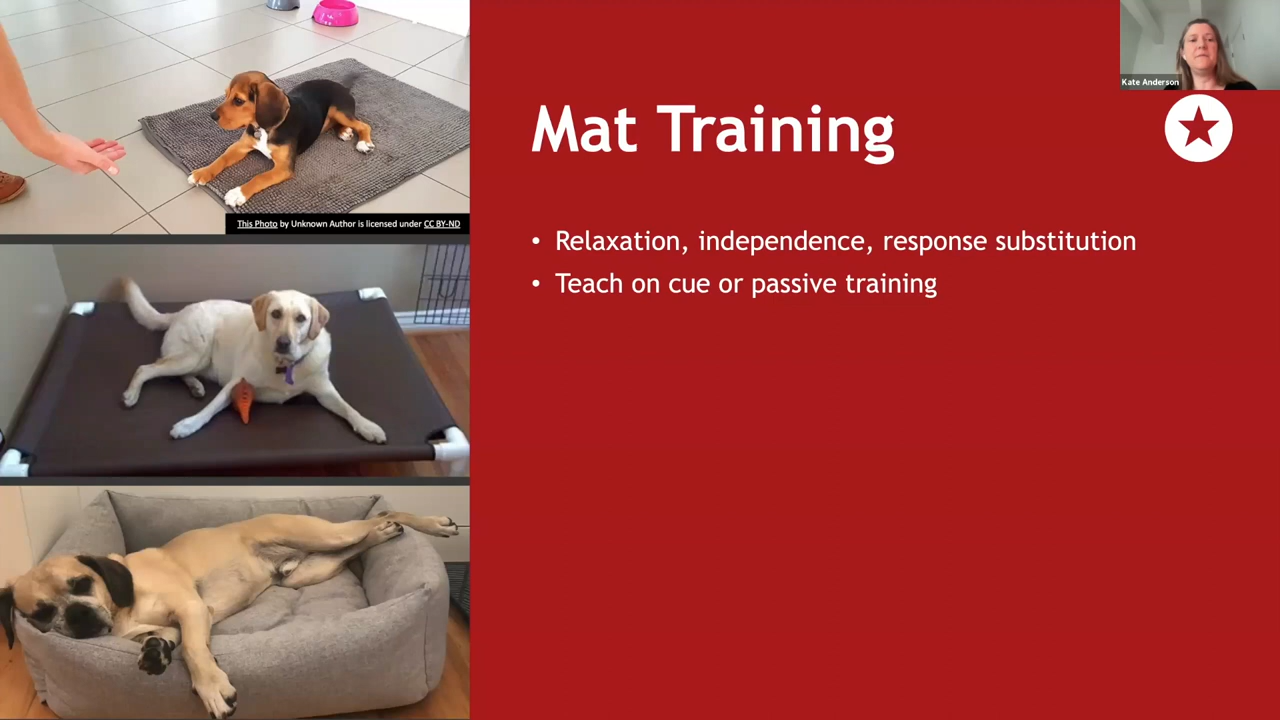 Kate Anderson
Mat Training
• Relaxation, independence, response substitution
• Teach on cue or passive training
This Photo by Unknown Author is licensed under CC BY-ND